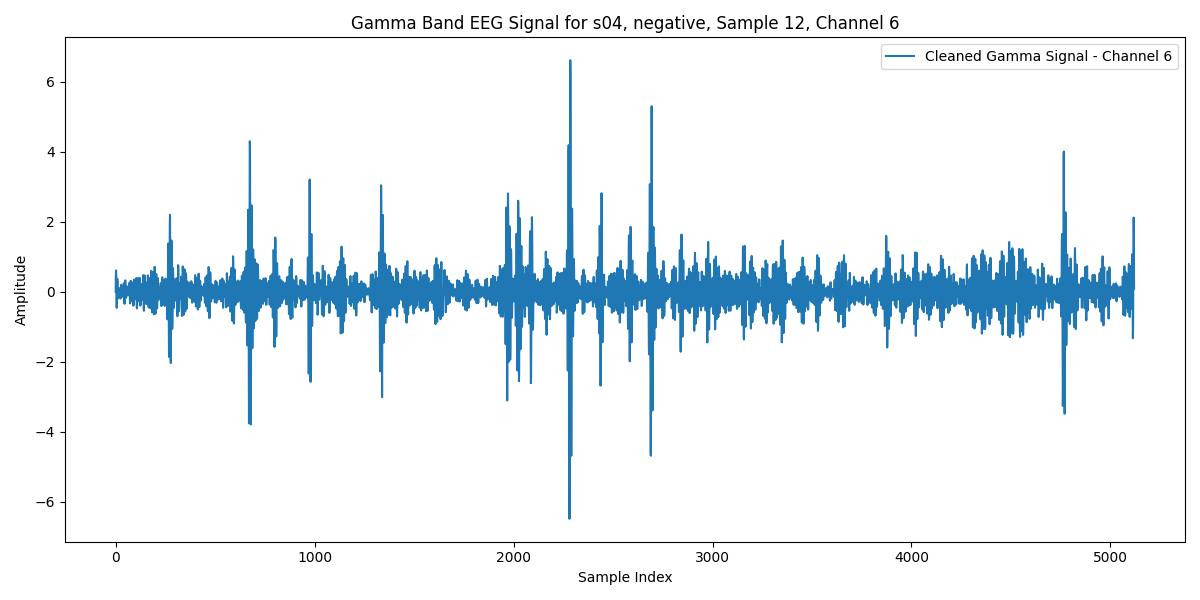 Gamma Band EEG Signal for s04, negative, Sample 12, Channel 6
Cleaned Gamma Signal - Channel 6
Amplitude
6
4
2
0
−2
−4
−6
0 1000 2000 3000 4000 5000
Sample Index